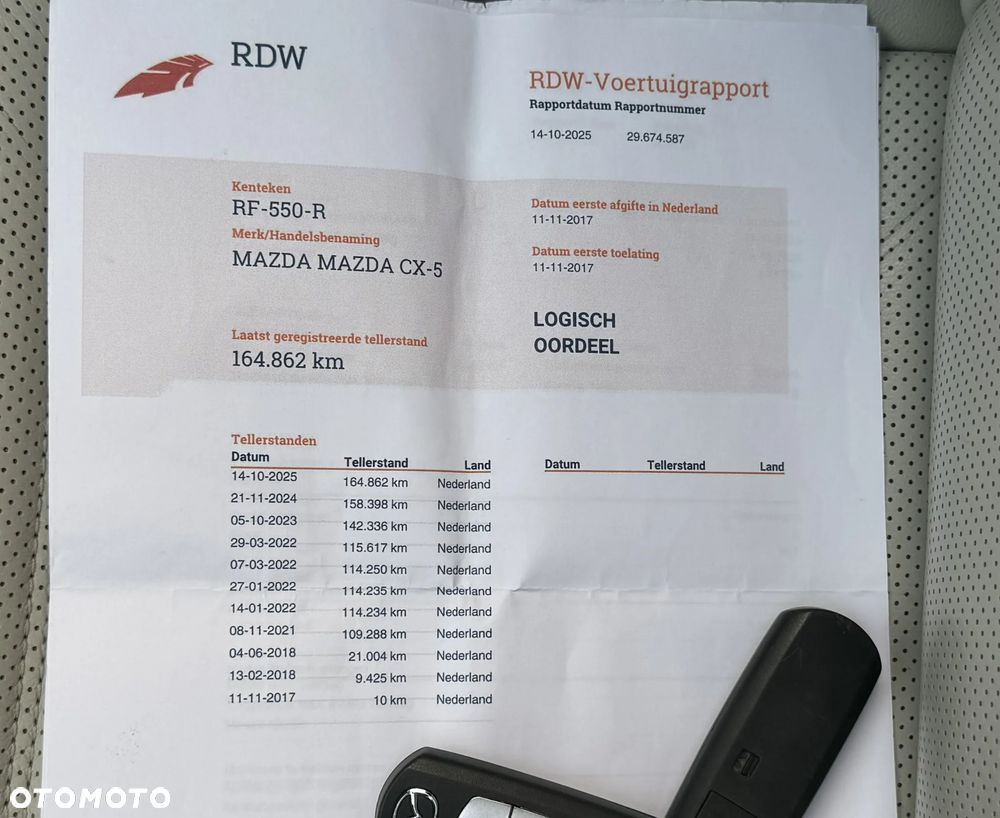 RDW
RDW-Voertuigrapport
Rapportdatum Rapportnummer
14-10-2025 29.674.587
Kenteken
RF-550-R
Merk/Handelsbenaming
MAZDA MAZDA CX-5
Laatst geregistreerde tellerstand
164.862 km
Datum eerste afgifte in Nederland
11-11-2017
Datum eerste toelating
11-11-2017
LOGISCH
OORDEEL
Tellerstanden
Datum Tellerstand Land
14-10-2025 164.862 km Nederland
21-11-2024 158.398 km Nederland
05-10-2023 142.336 km Nederland
29-03-2022 115.617 km Nederland
07-03-2022 114.250 km Nederland
27-01-2022 114.235 km Nederland
14-01-2022 114.234 km Nederland
08-11-2021 109.288 km Nederland
04-06-2018 21.004 km Nederland
13-02-2018 9.425 km Nederland
11-11-2017 10 km Nederland
Datum Tellerstand Land
OTOMOTO